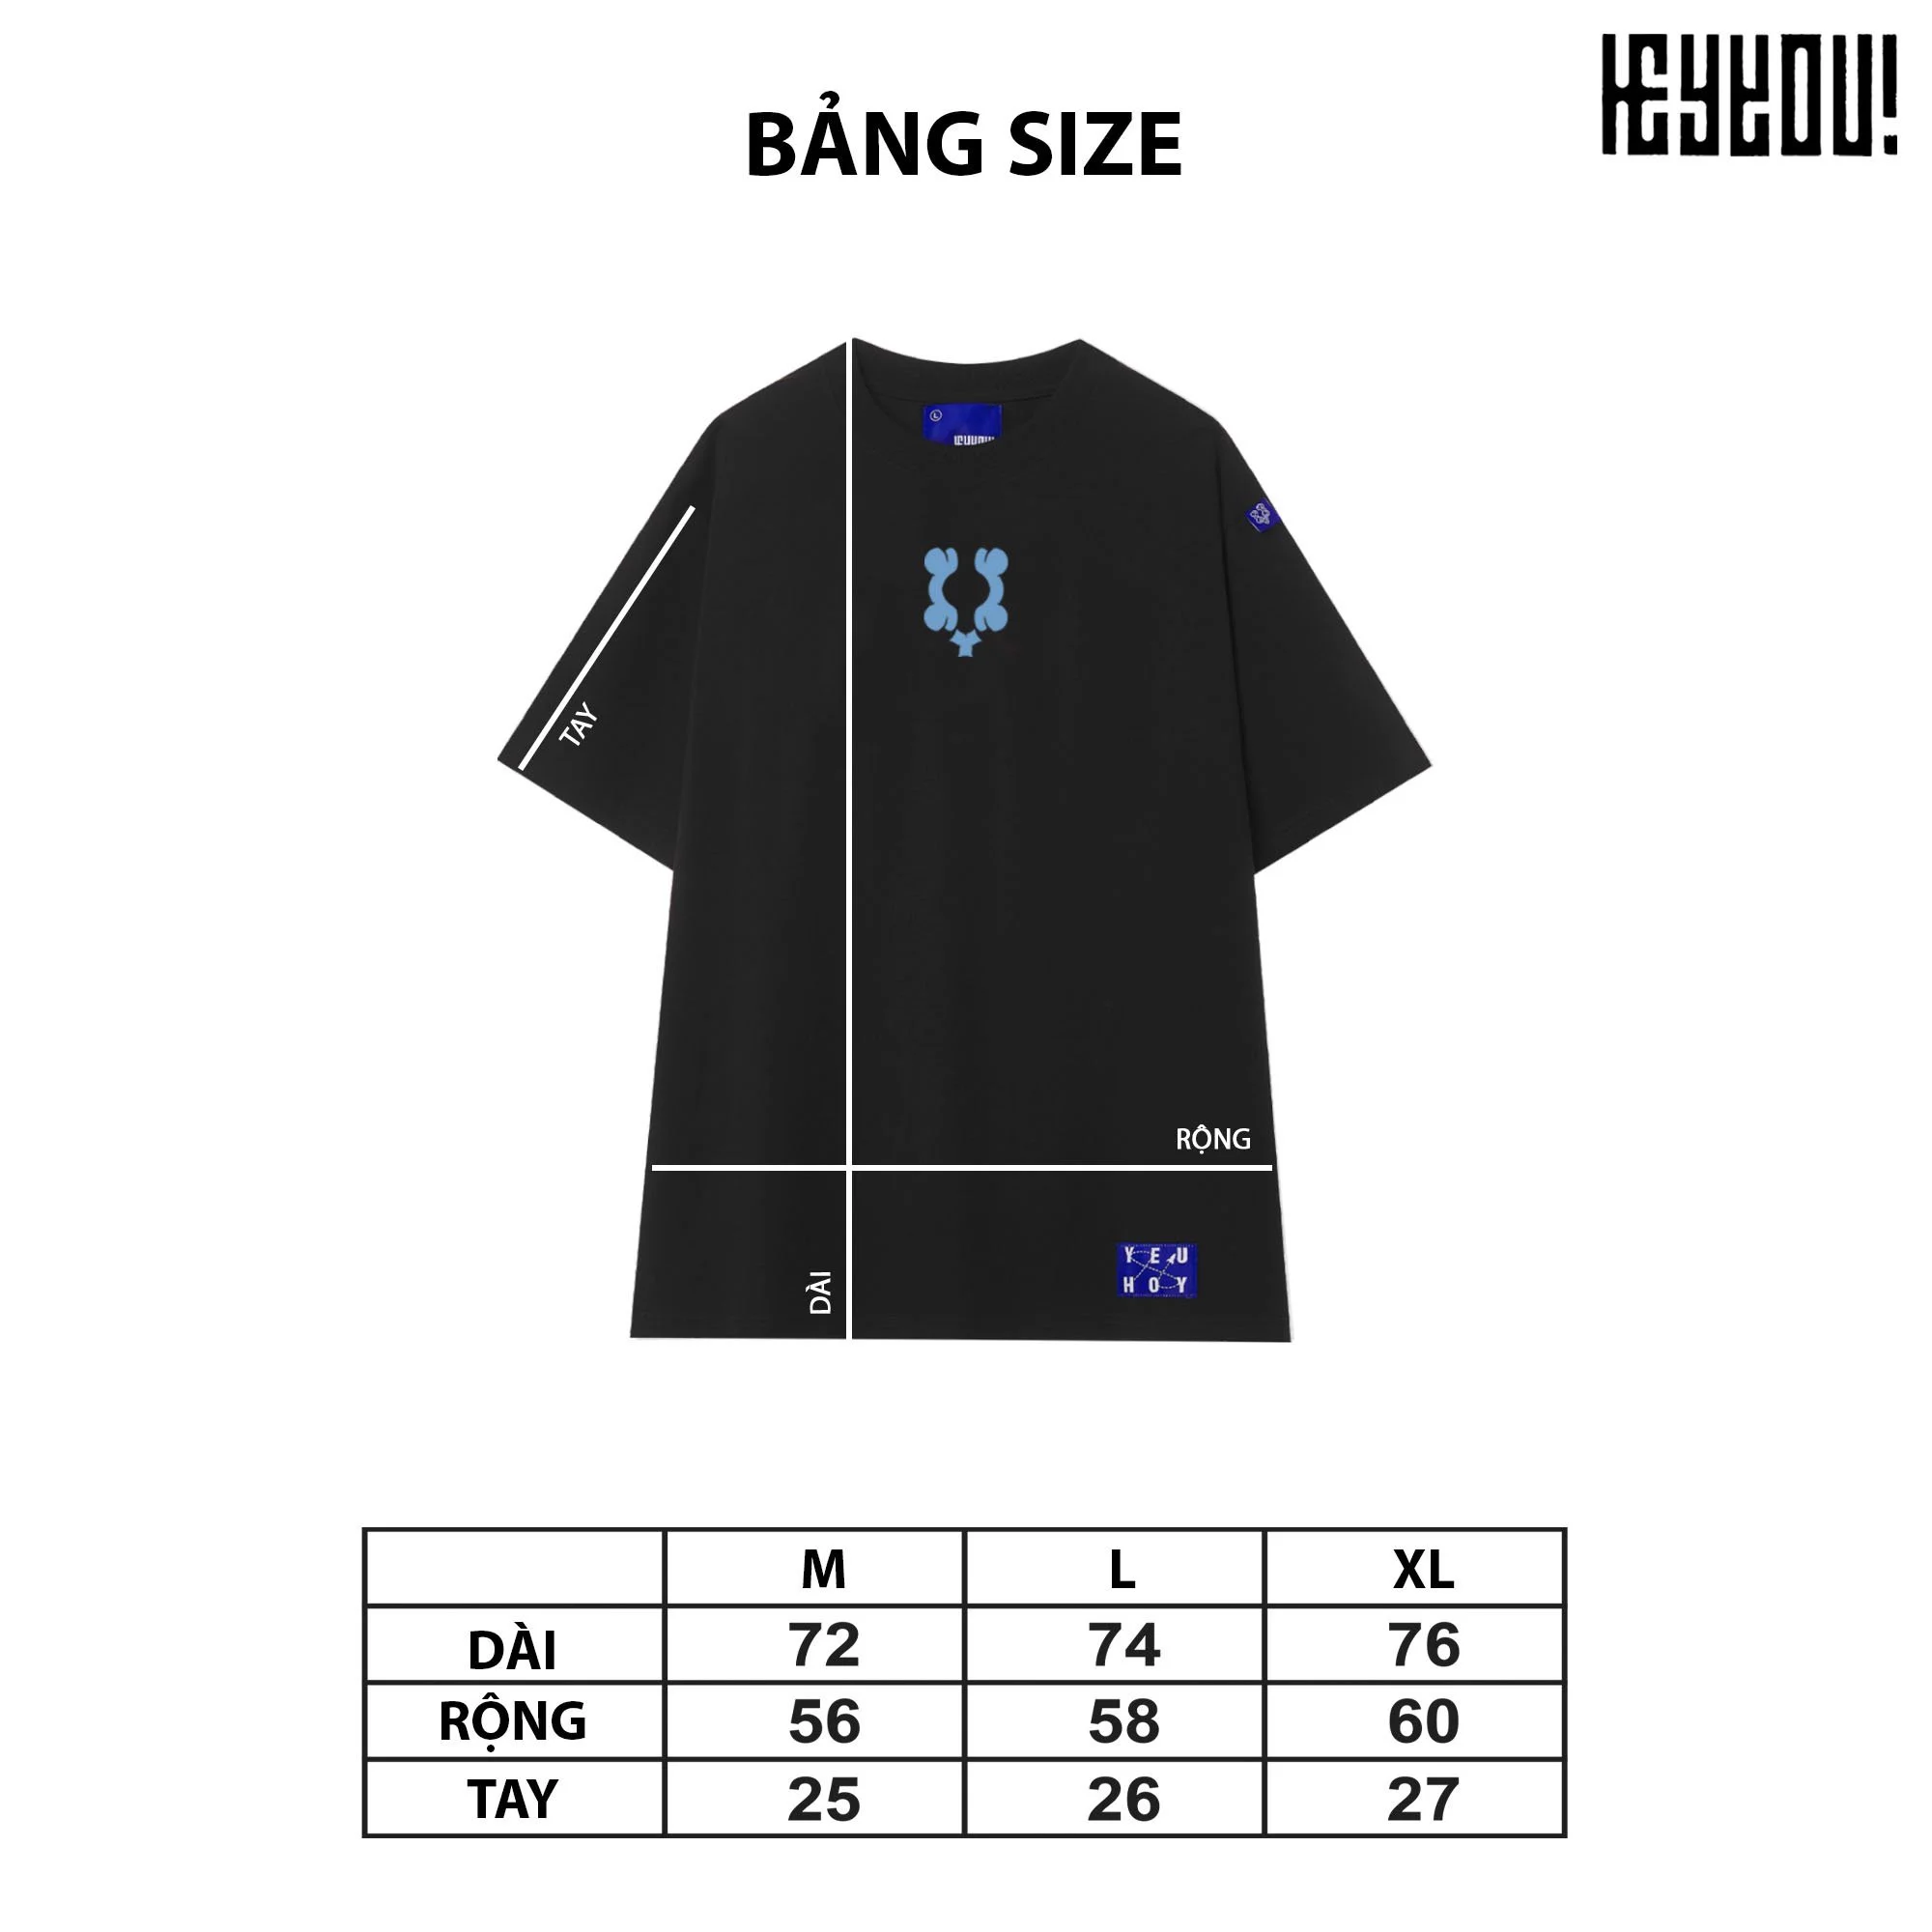 HEYYOU!
BẢNG SIZE
L
TAY
RỘNG
DÀI
YEU
HOY
M L XL
DÀI 72 74 76
RỘNG 56 58 60
TAY 25 26 27